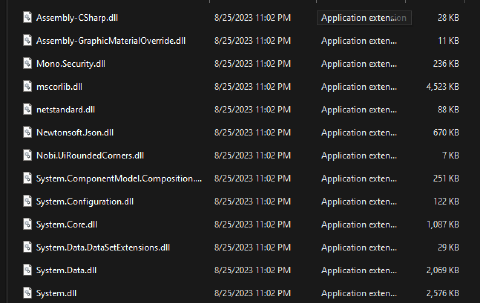 Assembly-CSharp.dll 8/25/2023 11:02 PM Application exten... 28 KB
Assembly-GraphicMaterialOverride.dll 8/25/2023 11:02 PM Application exten... 11 KB
Mono.Security.dll 8/25/2023 11:02 PM Application exten... 236 KB
mscorlib.dll 8/25/2023 11:02 PM Application exten... 4,523 KB
netstandard.dll 8/25/2023 11:02 PM Application exten... 88 KB
Newtonsoft.Json.dll 8/25/2023 11:02 PM Application exten... 670 KB
Nobi.UiRoundedCorners.dll 8/25/2023 11:02 PM Application exten... 7 KB
System.ComponentModel.Composition.... 8/25/2023 11:02 PM Application exten... 251 KB
System.Configuration.dll 8/25/2023 11:02 PM Application exten... 122 KB
System.Core.dll 8/25/2023 11:02 PM Application exten... 1,087 KB
System.Data.DataSetExtensions.dll 8/25/2023 11:02 PM Application exten... 29 KB
System.Data.dll 8/25/2023 11:02 PM Application exten... 2,069 KB
System.dll 8/25/2023 11:02 PM Application exten... 2,576 KB